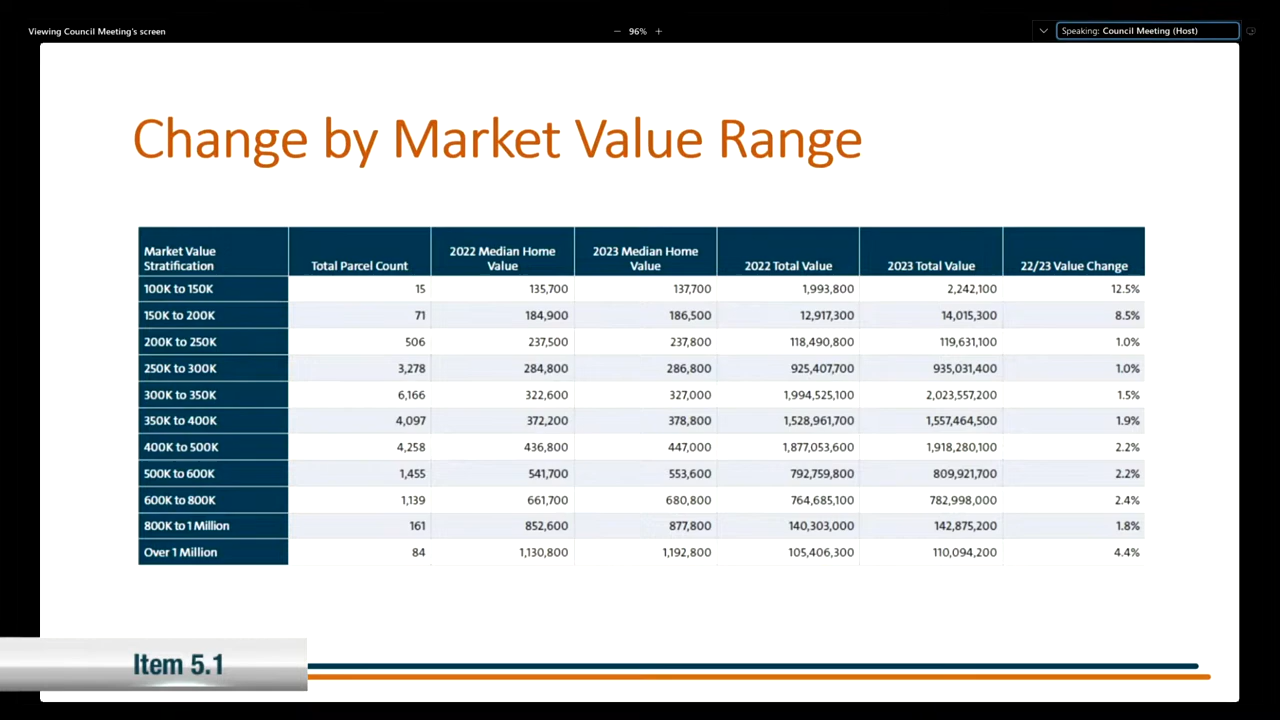 Viewing Council Meeting's screen
− 96% +
Speaking: Council Meeting (Host)
Change by Market Value Range
Market Value Stratification Total Parcel Count 2022 Median Home Value 2023 Median Home Value 2022 Total Value 2023 Total Value 22/23 Value Change
100K to 150K 15 135,700 137,700 1,993,800 2,242,100 12.5%
150K to 200K 71 184,900 186,500 12,917,300 14,015,300 8.5%
200K to 250K 506 237,500 237,800 118,490,800 119,631,100 1.0%
250K to 300K 3,278 284,800 286,800 925,407,700 935,031,400 1.0%
300K to 350K 6,166 322,600 327,000 1,994,525,100 2,023,557,200 1.5%
350K to 400K 4,097 372,200 378,800 1,528,961,700 1,557,464,500 1.9%
400K to 500K 4,258 436,800 447,000 1,877,053,600 1,918,280,100 2.2%
500K to 600K 1,455 541,700 553,600 792,759,800 809,921,700 2.2%
600K to 800K 1,139 661,700 680,800 764,685,100 782,998,000 2.4%
800K to 1 Million 161 852,600 877,800 140,303,000 142,875,200 1.8%
Over 1 Million 84 1,130,800 1,192,800 105,406,300 110,094,200 4.4%
Item 5.1